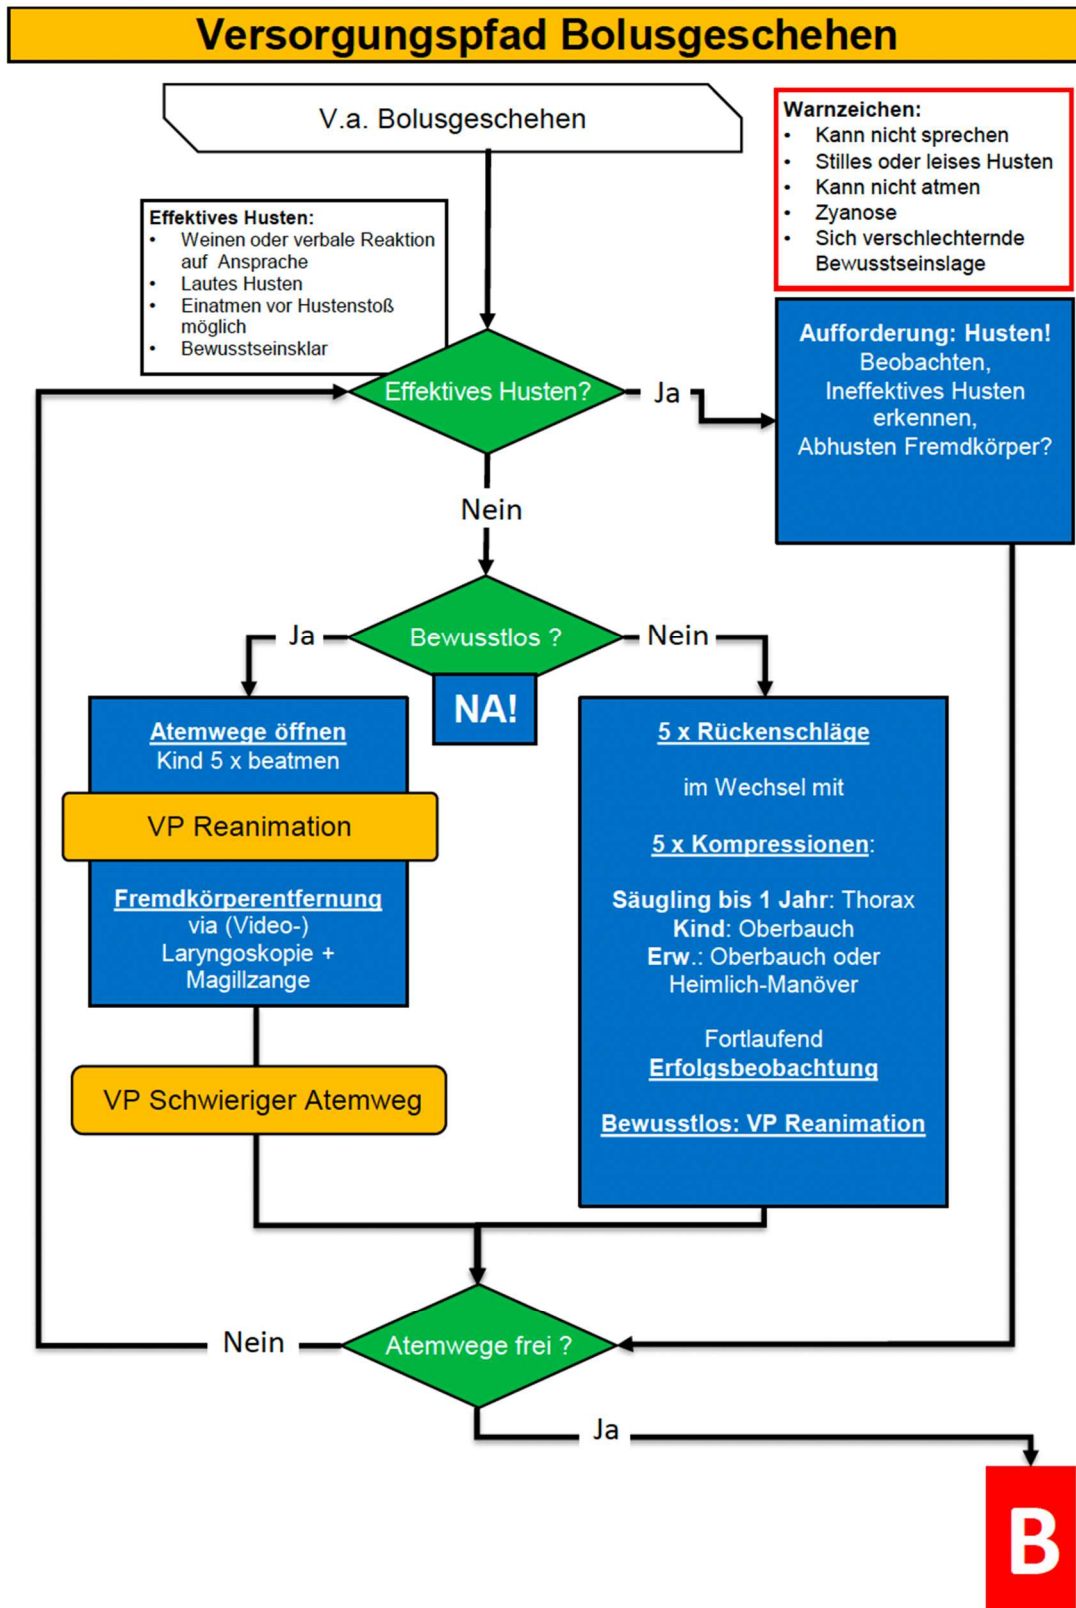 Versorgungspfad Bolusgeschehen
V.a. Bolusgeschehen
Warnzeichen:
• Kann nicht sprechen
• Stilles oder leises Husten
• Kann nicht atmen
• Zyanose
• Sich verschlechternde
Bewusstseinslage
Effektives Husten:
• Weinen oder verbale Reaktion
auf Ansprache
• Lautes Husten
• Einatmen vor Hustenstoß
möglich
• Bewusstseinsklar
Effektives Husten?
Ja
Aufforderung: Husten!
Beobachten,
Ineffektives Husten
erkennen,
Abhusten Fremdkörper?
Nein
Bewusstlos ?
Ja
Nein
NA!
Atemwege öffnen
Kind 5 x beatmen
VP Reanimation
Fremdkörperentfernung
via (Video-)
Laryngoskopie +
Magillzange
VP Schwieriger Atemweg
5 x Rückenschläge
im Wechsel mit
5 x Kompressionen:
Säugling bis 1 Jahr: Thorax
Kind: Oberbauch
Erw.: Oberbauch oder
Heimlich-Manöver
Fortlaufend
Erfolgsbeobachtung
Bewusstlos: VP Reanimation
Atemwege frei ?
Nein
Ja
B